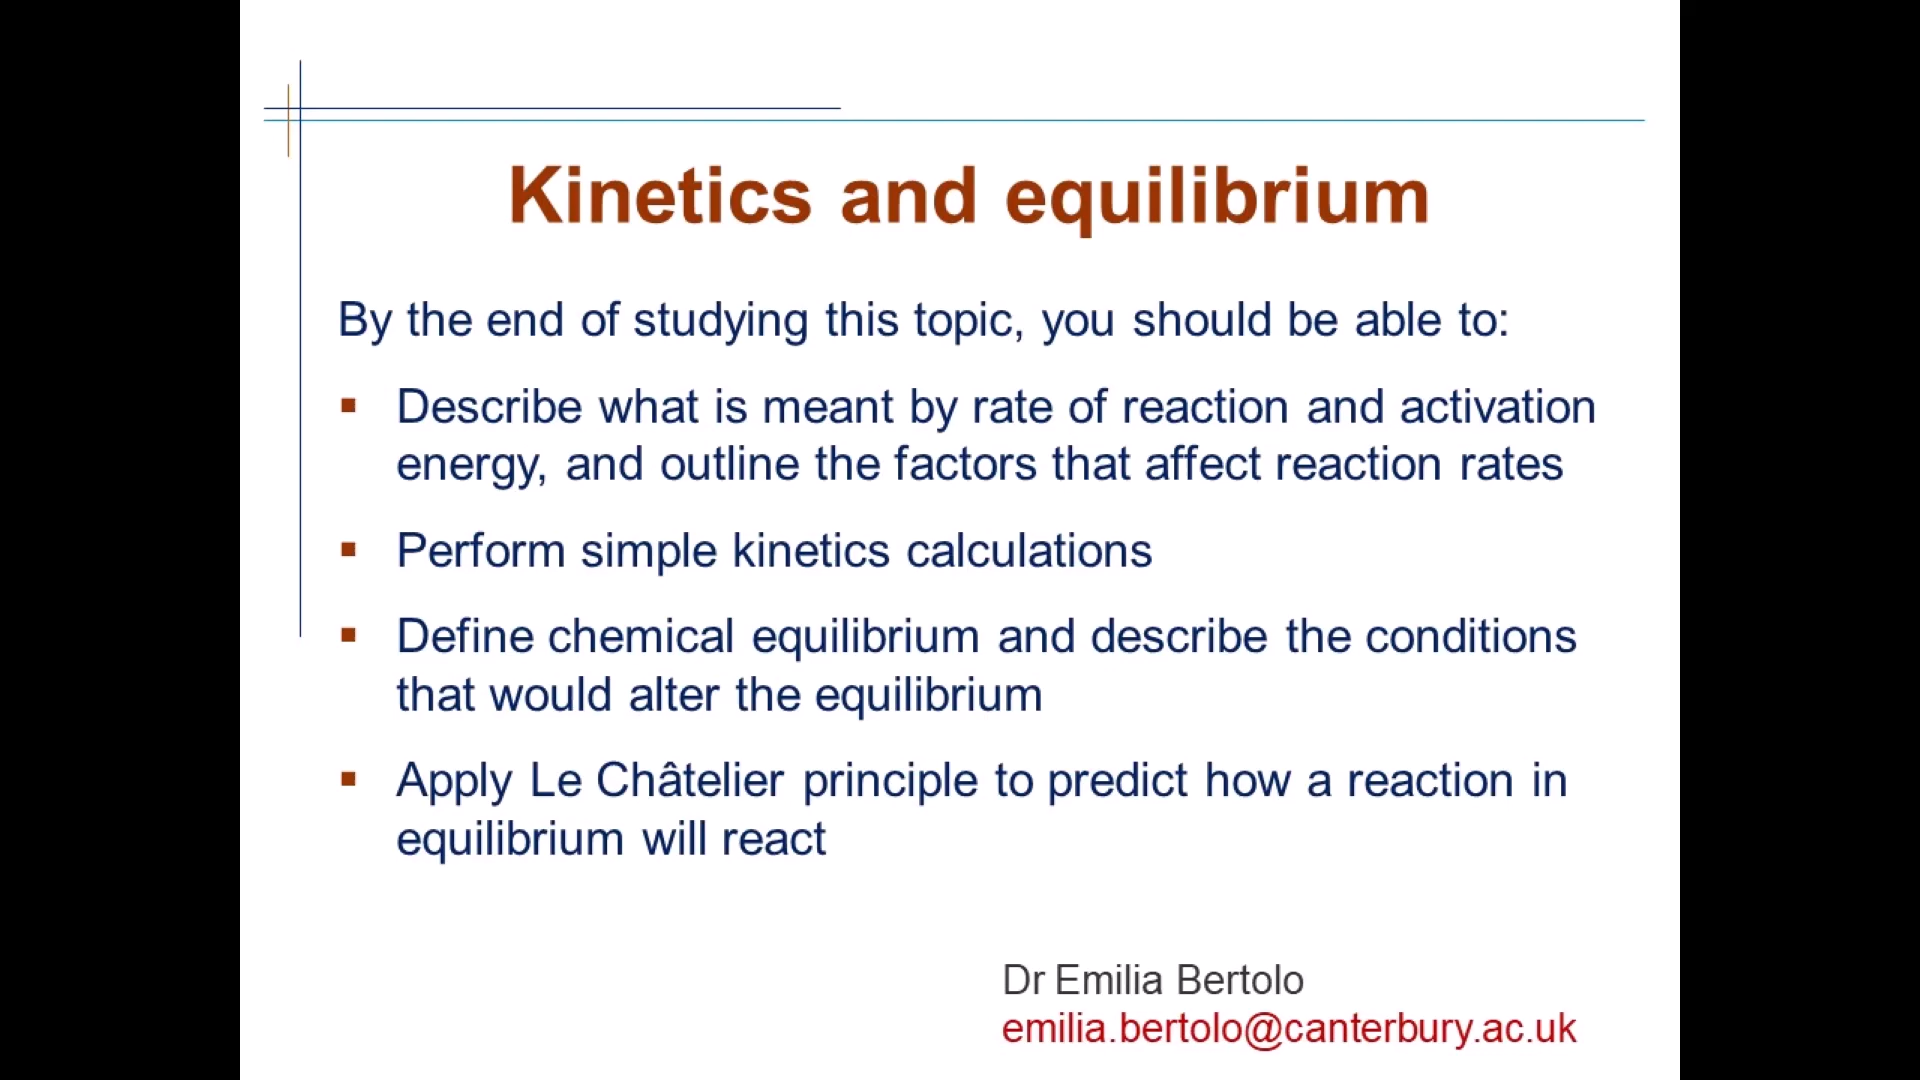 Kinetics and equilibrium
By the end of studying this topic, you should be able to:
▪ Describe what is meant by rate of reaction and activation
energy, and outline the factors that affect reaction rates
▪ Perform simple kinetics calculations
▪ Define chemical equilibrium and describe the conditions
that would alter the equilibrium
▪ Apply Le Châtelier principle to predict how a reaction in
equilibrium will react
Dr Emilia Bertolo
emilia.bertolo@canterbury.ac.uk